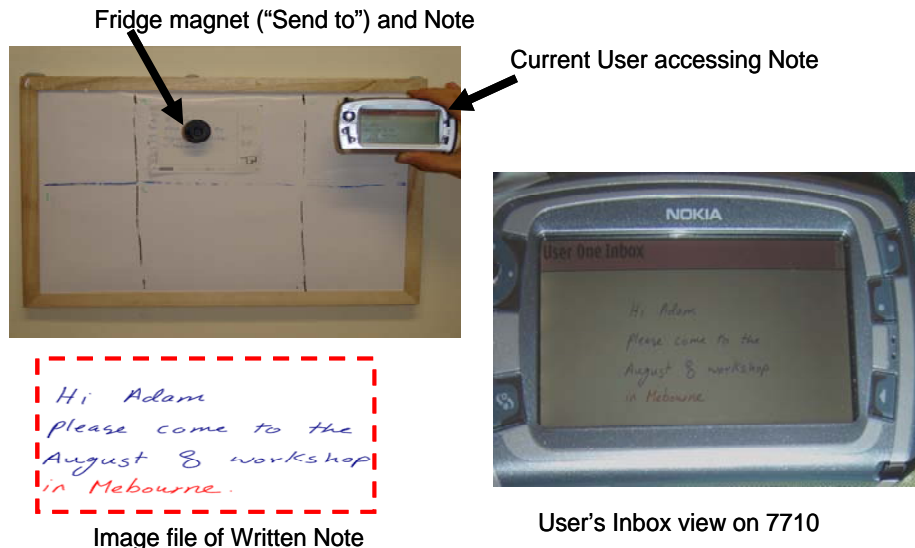 Fridge magnet (“Send to”) and Note
Current User accessing Note
NOKIA
User One Inbox
Hi Adam
please come to the
August 8 workshop
in Mebourne
Hi Adam
please come to the
August 8 workshop
in Mebourne.
Image file of Written Note
User’s Inbox view on 7710